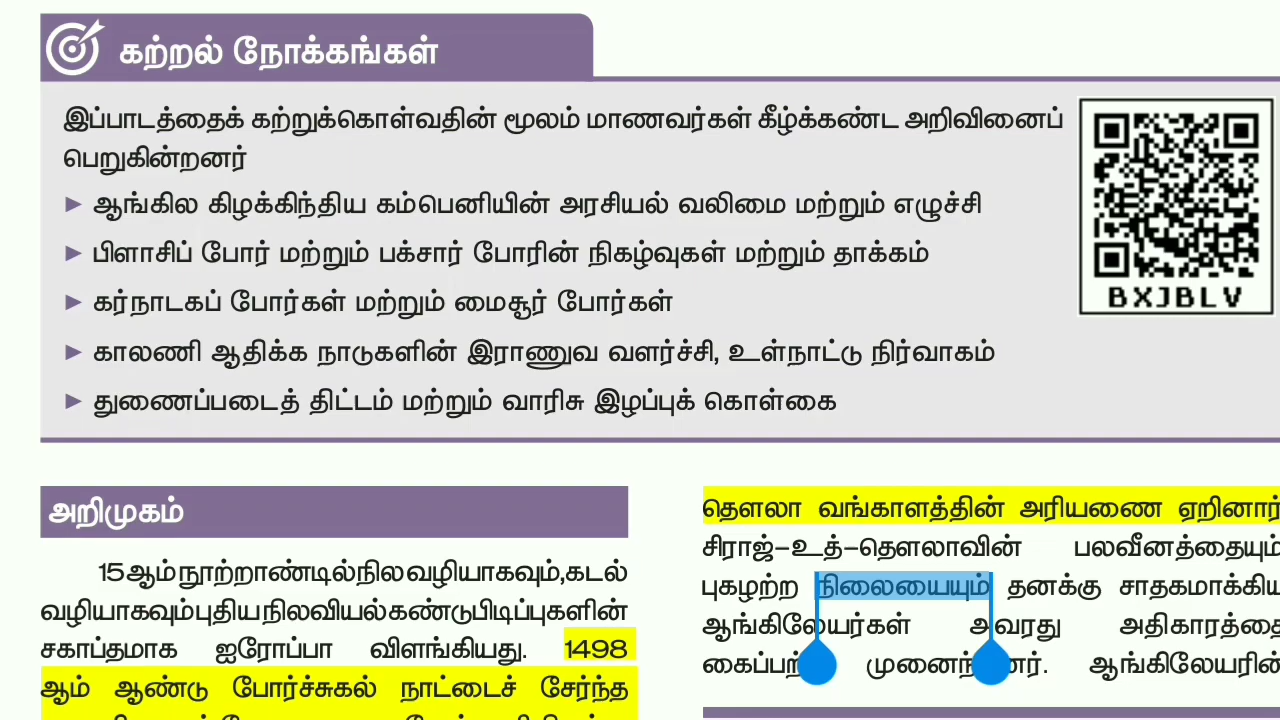 கற்றல் நோக்கங்கள்
இப்பாடத்தைக் கற்றுக்கொள்வதின் மூலம் மாணவர்கள் கீழ்க்கண்ட அறிவினைப்
பெறுகின்றனர்
► ஆங்கில கிழக்கிந்திய கம்பெனியின் அரசியல் வலிமை மற்றும் எழுச்சி
► பிளாசிப் போர் மற்றும் பக்சார் போரின் நிகழ்வுகள் மற்றும் தாக்கம்
► கர்நாடகப் போர்கள் மற்றும் மைசூர் போர்கள்
► காலணி ஆதிக்க நாடுகளின் இராணுவ வளர்ச்சி, உள்நாட்டு நிர்வாகம்
► துணைப்படைத் திட்டம் மற்றும் வாரிசு இழப்புக் கொள்கை
BXJBLV
அறிமுகம்
15ஆம் நூற்றாண்டில் நில வழியாகவும், கடல்
வழியாகவும் புதிய நிலவியல் கண்டுபிடிப்புகளின்
சகாப்தமாக ஐரோப்பா விளங்கியது. 1498
ஆம் ஆண்டு போர்ச்சுகல் நாட்டைச் சேர்ந்த
தௌலா வங்காளத்தின் அரியணை ஏறினார்
சிராஜ்–உத்–தௌலாவின் பலவீனத்தையும்
புகழற்ற நிலையையும் தனக்கு சாதகமாக்கிய
ஆங்கிலேயர்கள் அவரது அதிகாரத்தை
முனைந்தனர். ஆங்கிலேயரின்